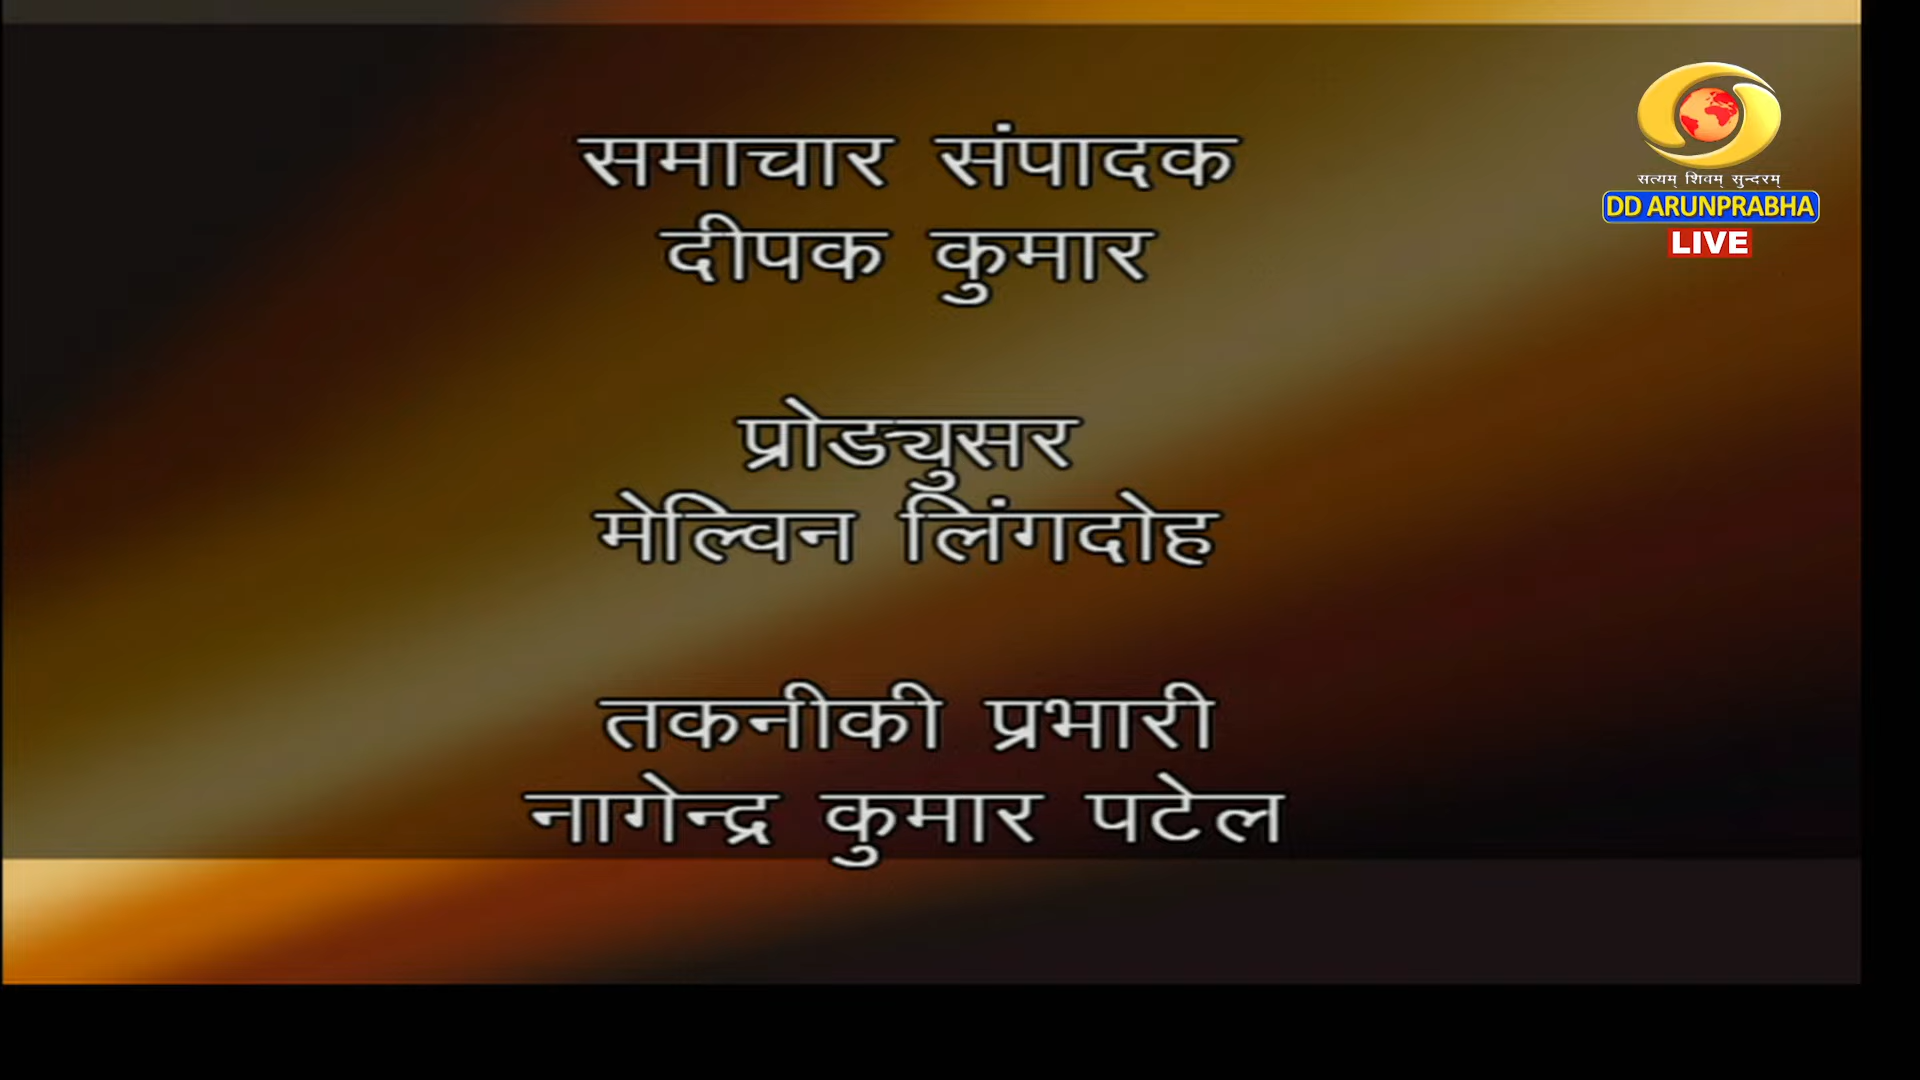 समाचार संपादक
दीपक कुमार
प्रोड्युसर
मेल्विन लिंगदोह
तकनीकी प्रभारी
नागेन्द्र कुमार पटेल
सत्यम् शिवम् सुन्दरम्
DD ARUNPRABHA
LIVE